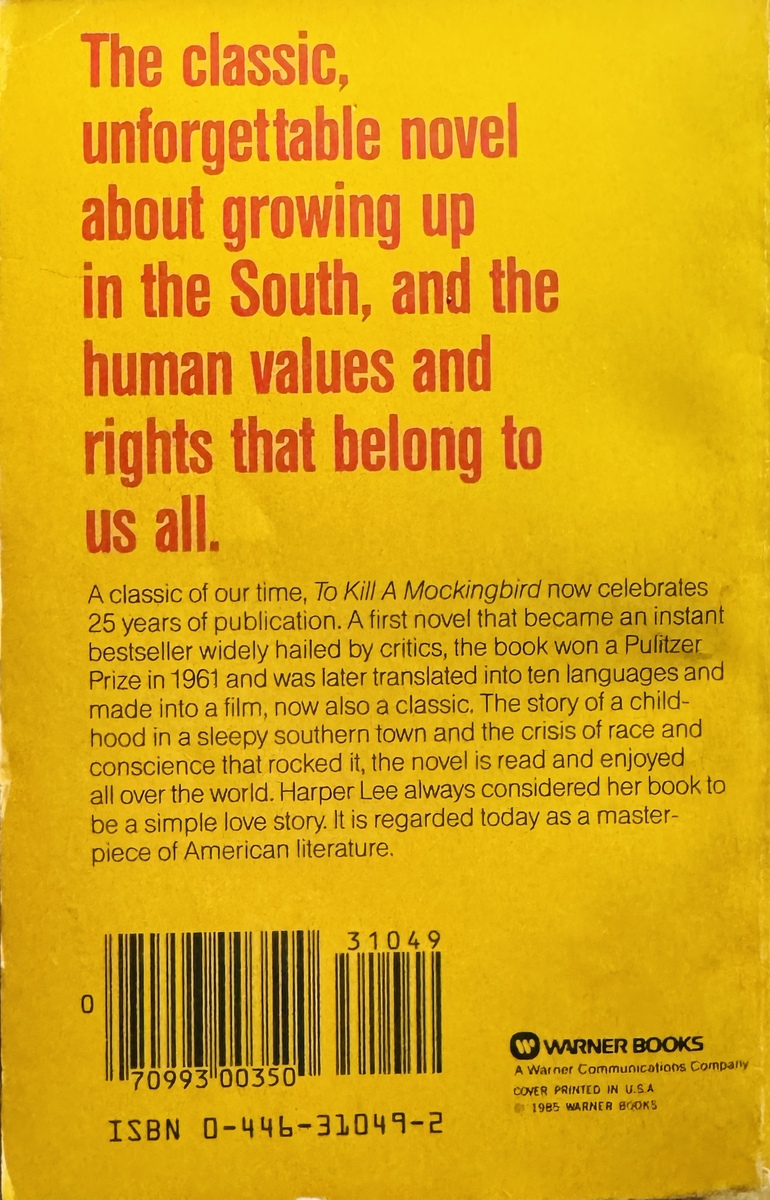 The classic,
unforgettable novel
about growing up
in the South, and the
human values and
rights that belong to
us all.
A classic of our time, To Kill A Mockingbird now celebrates
25 years of publication. A first novel that became an instant
bestseller widely hailed by critics, the book won a Pulitzer
Prize in 1961 and was later translated into ten languages and
made into a film, now also a classic. The story of a child-
hood in a sleepy southern town and the crisis of race and
conscience that rocked it, the novel is read and enjoyed
all over the world. Harper Lee always considered her book to
be a simple love story. It is regarded today as a master-
piece of American literature.
31049
0
70993 00350
ISBN 0-446-31049-2
W WARNER BOOKS
A Warner Communications Company
COVER PRINTED IN U.S.A
© 1985 WARNER BOOKS